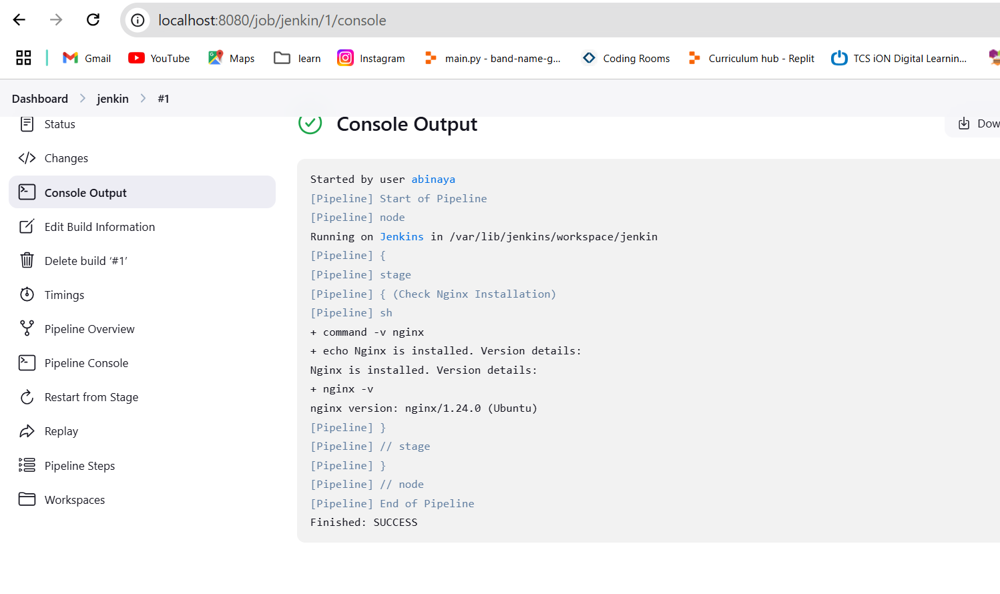 localhost:8080/job/jenkin/1/console
Gmail YouTube Maps learn Instagram main.py - band-name-g... Coding Rooms Curriculum hub - Replit TCS iON Digital Learnin...
Dashboard jenkin #1
Status
Changes
Console Output
Edit Build Information
Delete build ‘#1’
Timings
Pipeline Overview
Pipeline Console
Restart from Stage
Replay
Pipeline Steps
Workspaces
Console Output
Dow
Started by user abinaya
[Pipeline] Start of Pipeline
[Pipeline] node
Running on Jenkins in /var/lib/jenkins/workspace/jenkin
[Pipeline] {
[Pipeline] stage
[Pipeline] { (Check Nginx Installation)
[Pipeline] sh
+ command -v nginx
+ echo Nginx is installed. Version details:
Nginx is installed. Version details:
+ nginx -v
nginx version: nginx/1.24.0 (Ubuntu)
[Pipeline] }
[Pipeline] // stage
[Pipeline] }
[Pipeline] // node
[Pipeline] End of Pipeline
Finished: SUCCESS